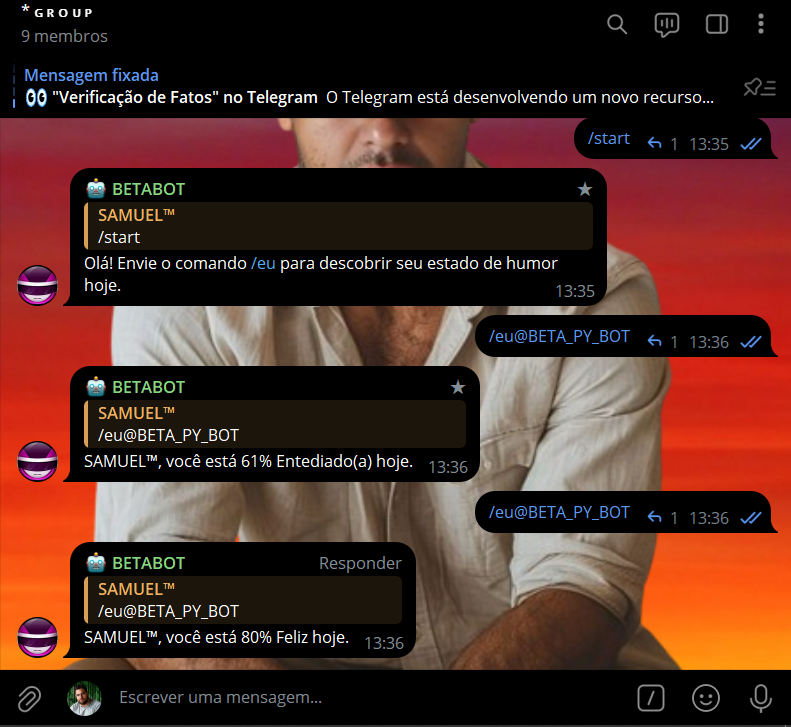 * GROUP
9 membros
Mensagem fixada
👀 "Verificação de Fatos" no Telegram O Telegram está desenvolvendo um novo recurso...
/start 1 13:35
🤖 BETABOT
SAMUEL™
/start
Olá! Envie o comando /eu para descobrir seu estado de humor
hoje.
13:35
/eu@BETA_PY_BOT 1 13:36
🤖 BETABOT
SAMUEL™
/eu@BETA_PY_BOT
SAMUEL™, você está 61% Entediado(a) hoje. 13:36
/eu@BETA_PY_BOT 1 13:36
🤖 BETABOT Responder
SAMUEL™
/eu@BETA_PY_BOT
SAMUEL™, você está 80% Feliz hoje. 13:36
Escrever uma mensagem...